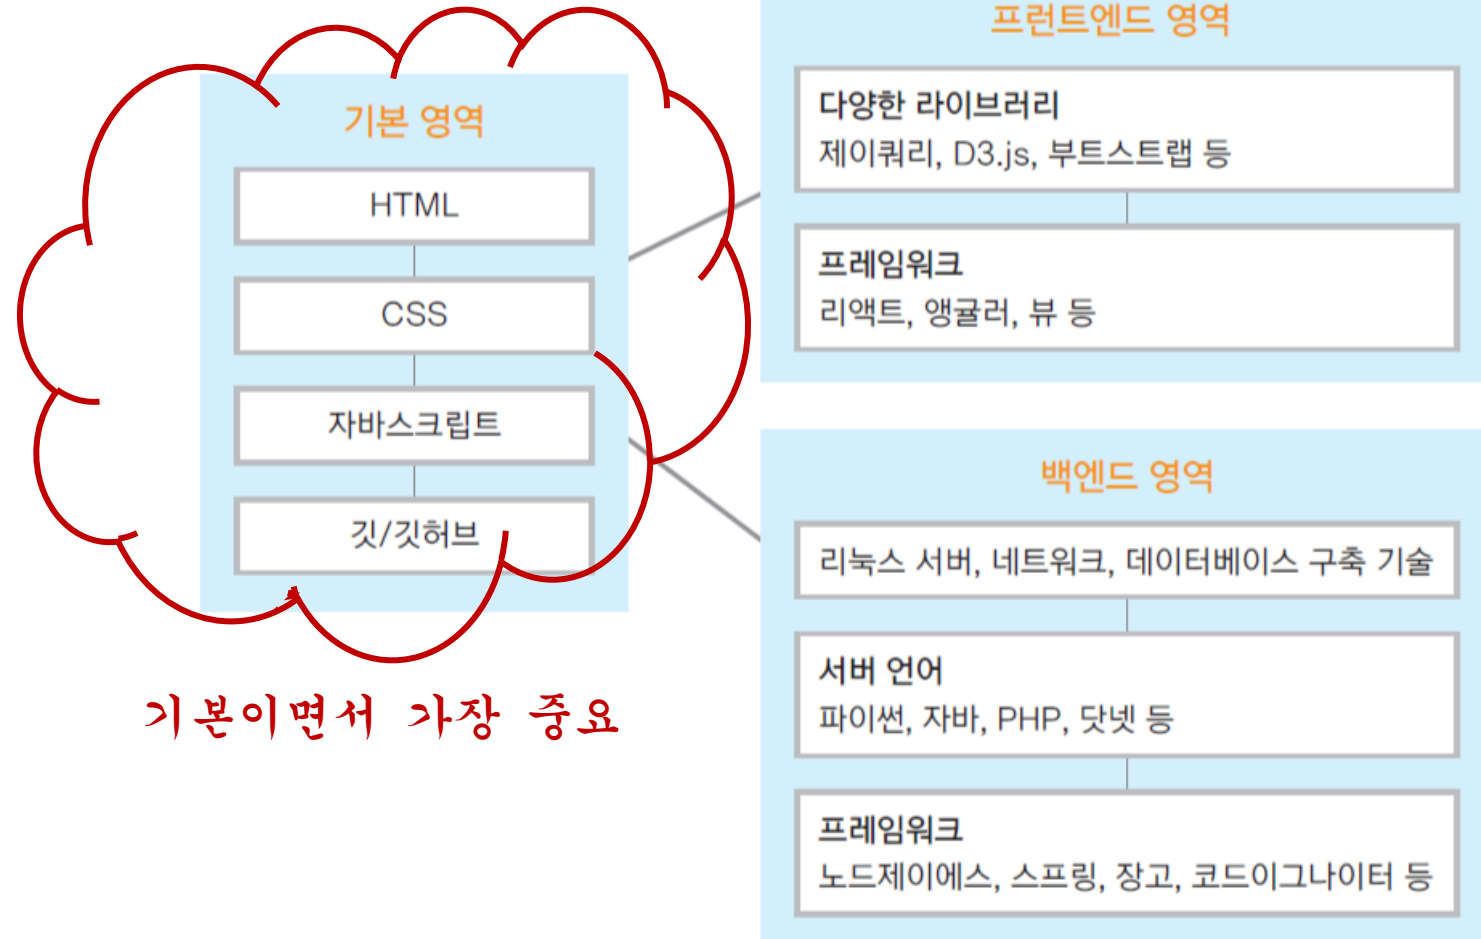 기본 영역
HTML
CSS
자바스크립트
깃/깃허브
기본이면서 가장 중요
프런트엔드 영역
다양한 라이브러리
제이쿼리, D3.js, 부트스트랩 등
프레임워크
리액트, 앵귤러, 뷰 등
백엔드 영역
리눅스 서버, 네트워크, 데이터베이스 구축 기술
서버 언어
파이썬, 자바, PHP, 닷넷 등
프레임워크
노드제이에스, 스프링, 장고, 코드이그나이터 등